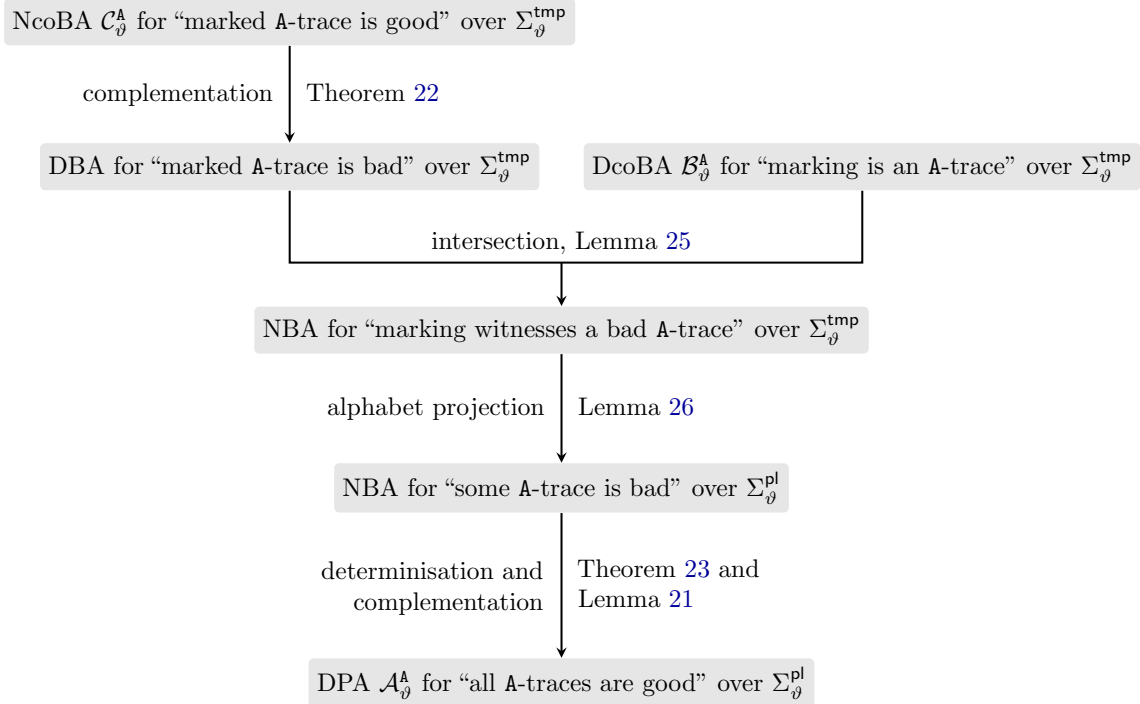 NcoBA 𝒞_ϑ^A for “marked A-trace is good” over Σ_ϑ^tmp
complementation Theorem 22
DBA for “marked A-trace is bad” over Σ_ϑ^tmp
DcoBA ℬ_ϑ^A for “marking is an A-trace” over Σ_ϑ^tmp
intersection, Lemma 25
NBA for “marking witnesses a bad A-trace” over Σ_ϑ^tmp
alphabet projection Lemma 26
NBA for “some A-trace is bad” over Σ_ϑ^pl
determinisation and
complementation
Theorem 23 and
Lemma 21
DPA 𝒜_ϑ^A for “all A-traces are good” over Σ_ϑ^pl